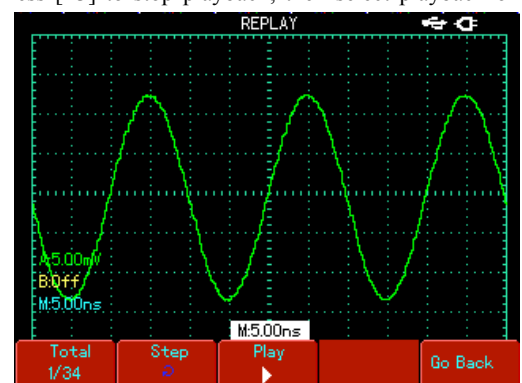 REPLAY
A:5.00mV
B:Off
M:5.00ns
M:5.00ns
Total
1/34
Step
Play
Go Back